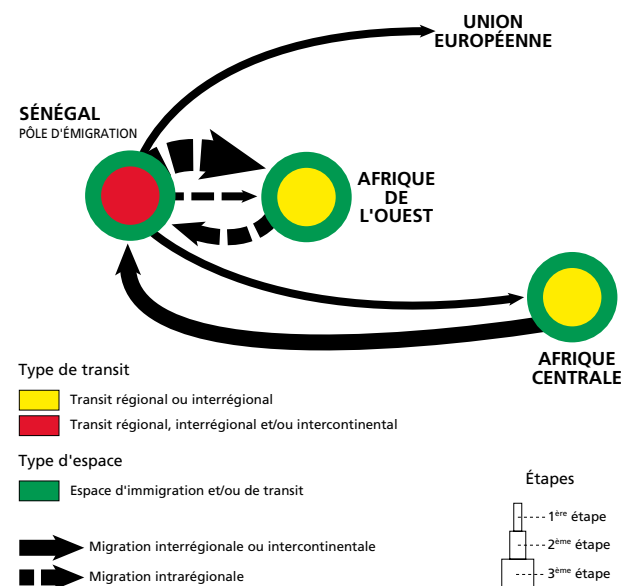 UNION
EUROPÉENNE
SÉNÉGAL
PÔLE D'ÉMIGRATION
AFRIQUE
DE
L'OUEST
AFRIQUE
CENTRALE
Type de transit
Transit régional ou interrégional
Transit régional, interrégional et/ou intercontinental
Type d'espace
Espace d'immigration et/ou de transit
Migration interrégionale ou intercontinentale
Migration intrarégionale
Étapes
1ère étape
2ème étape
3ème étape